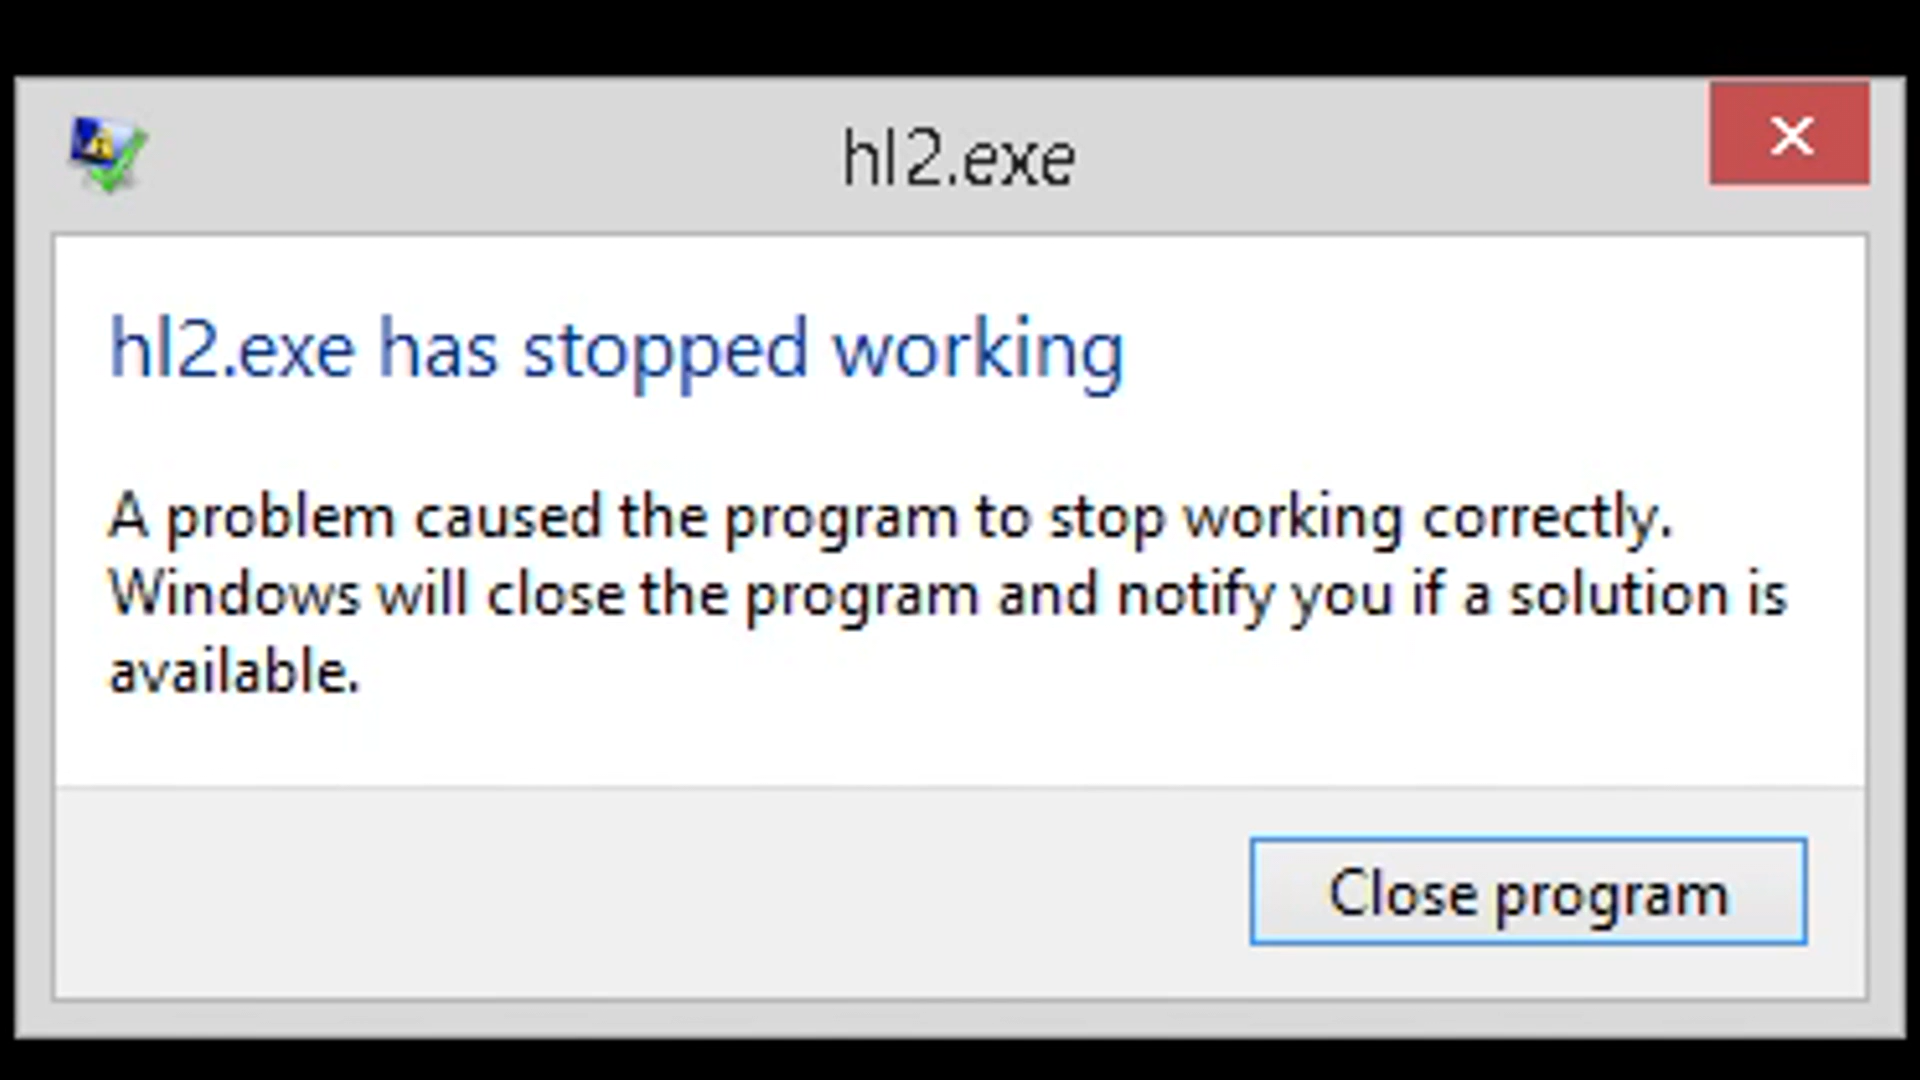 hl2.exe
hl2.exe has stopped working
A problem caused the program to stop working correctly.
Windows will close the program and notify you if a solution is
available.
Close program